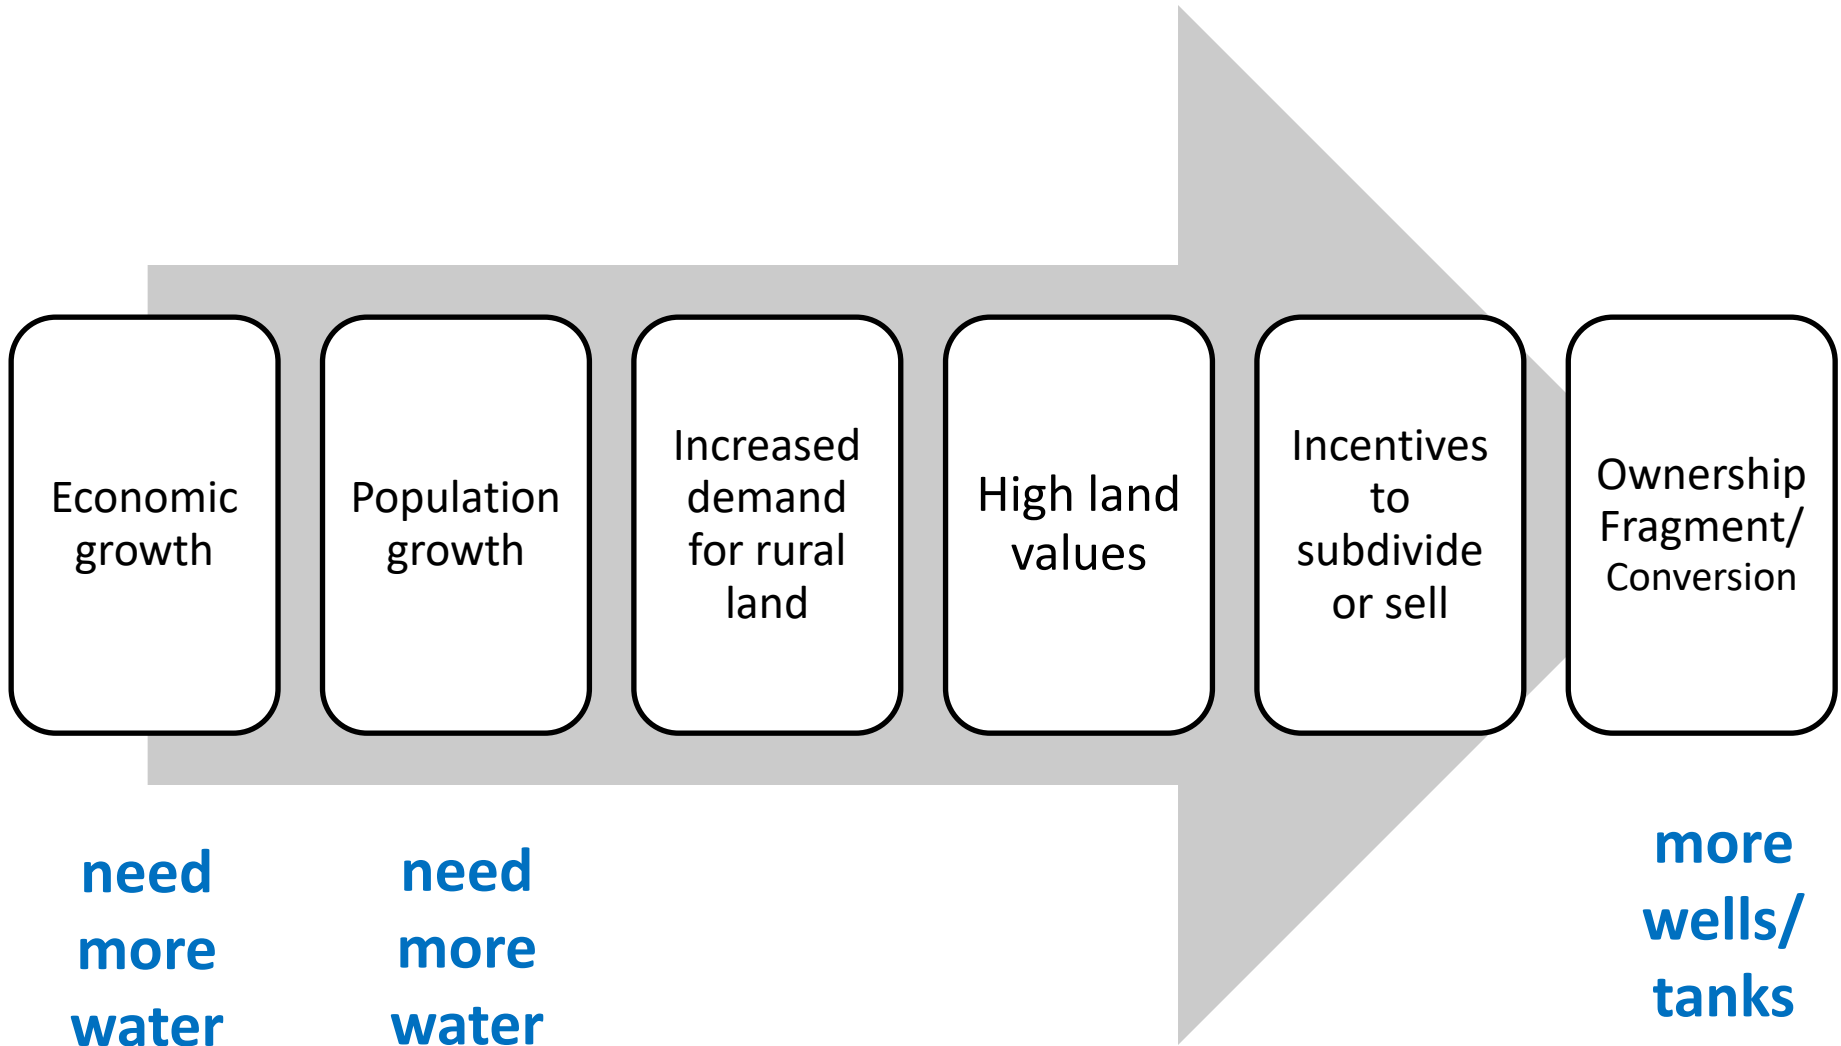 Economic
growth
Population
growth
Increased
demand
for rural
land
High land
values
Incentives
to
subdivide
or sell
Ownership
Fragment/
Conversion
need
more
water
need
more
water
more
wells/
tanks